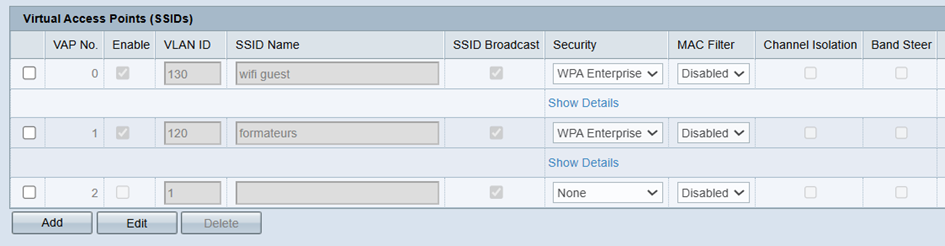 Virtual Access Points (SSIDs)
VAP No. Enable VLAN ID SSID Name SSID Broadcast Security MAC Filter Channel Isolation Band Steer
0 130 wifi guest WPA Enterprise Disabled
Show Details
1 120 formateurs WPA Enterprise Disabled
Show Details
2 1 None Disabled
Add Edit Delete